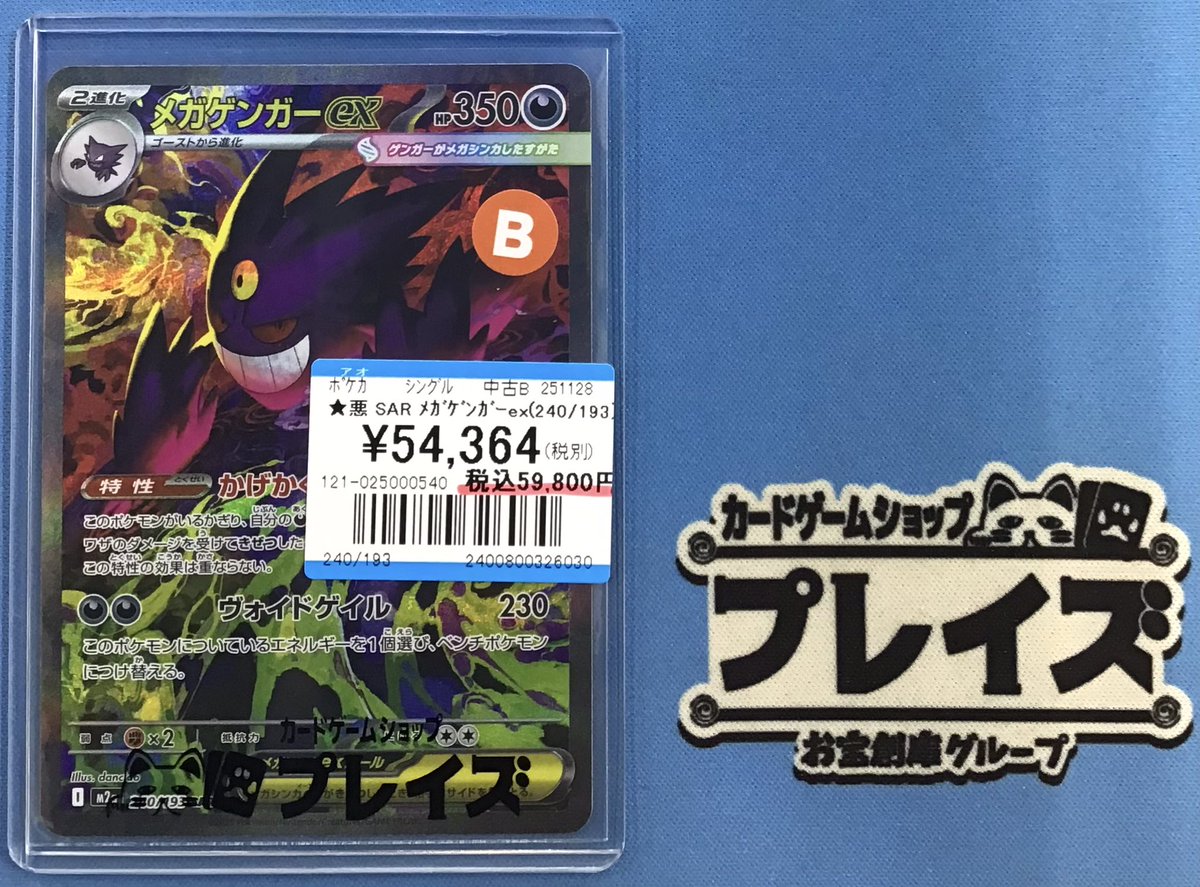 2進化
メガゲンガーex
HP350
ゴーストから進化
ゲンガーがメガシンカしたすがた
B
アオ
ポケカ シングル 中古B 251128
★悪 SAR メガゲンガーex(240/193)
¥54,364(税別)
121-025000540 税込59,800円
240/193 2400800326030
特性 とくせい かげかく
このポケモンがいるかぎり、自分の
ワザのダメージを受けてきぜつした
この特性の効果は重ならない。
ヴォイドゲイル 230
このポケモンについているエネルギーを1個選び、ベンチポケモン
につけ替える。
弱点 ×2 抵抗力
カードゲームショップ
プレイズ
Illus. danc
I
カードゲームショップ
プレイズ
お宝創庫グループ